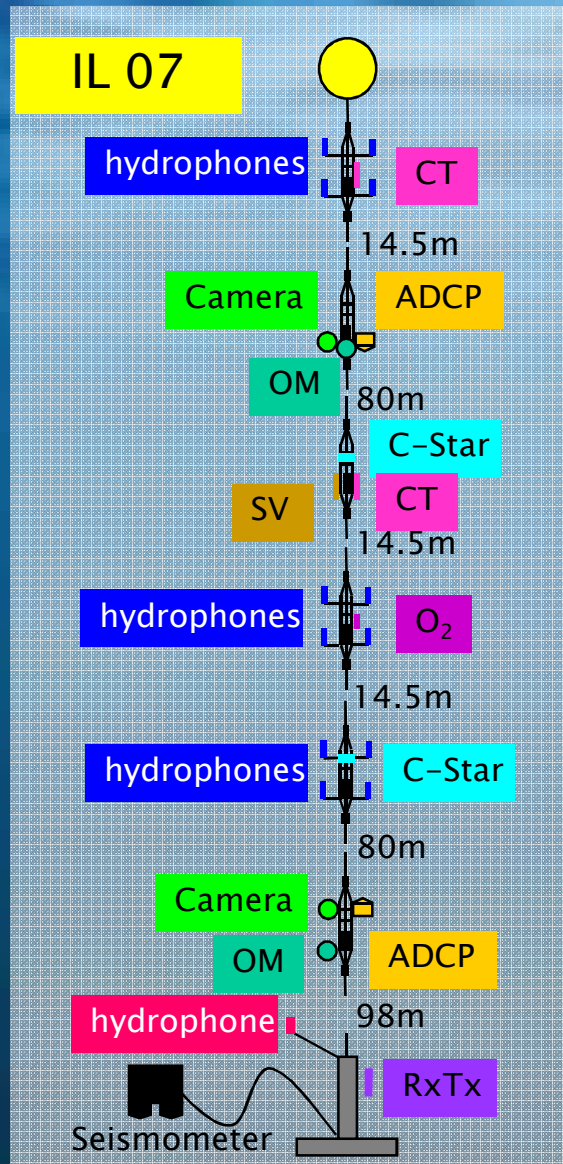 IL 07
hydrophones
CT
14.5m
Camera
ADCP
OM
80m
C-Star
SV
CT
14.5m
hydrophones
O₂
14.5m
hydrophones
C-Star
80m
Camera
OM
ADCP
98m
hydrophone
RxTx
Seismometer